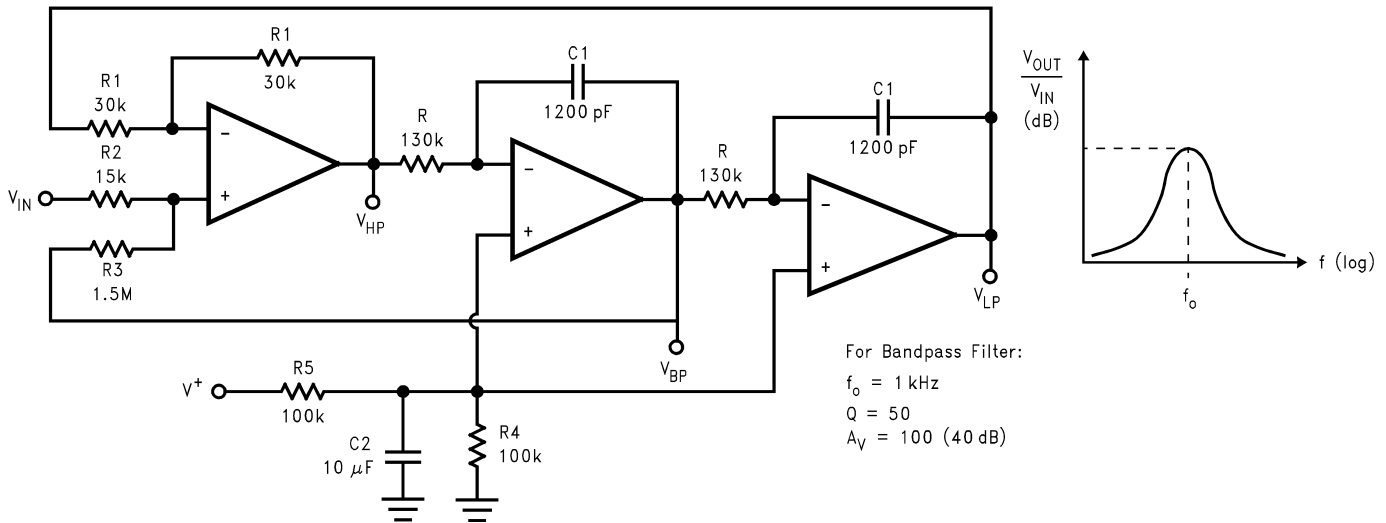 R1
30k
R1
30k
R2
15k
V_IN
R3
1.5M
−
+
V_HP
R
130k
C1
1200 pF
−
+
V_BP
R
130k
C1
1200 pF
−
+
V_LP
V⁺
R5
100k
C2
10 µF
R4
100k
For Bandpass Filter:
f_o = 1 kHz
Q = 50
A_V = 100 (40 dB)
V_OUT
V_IN
(dB)
f (log)
f_o